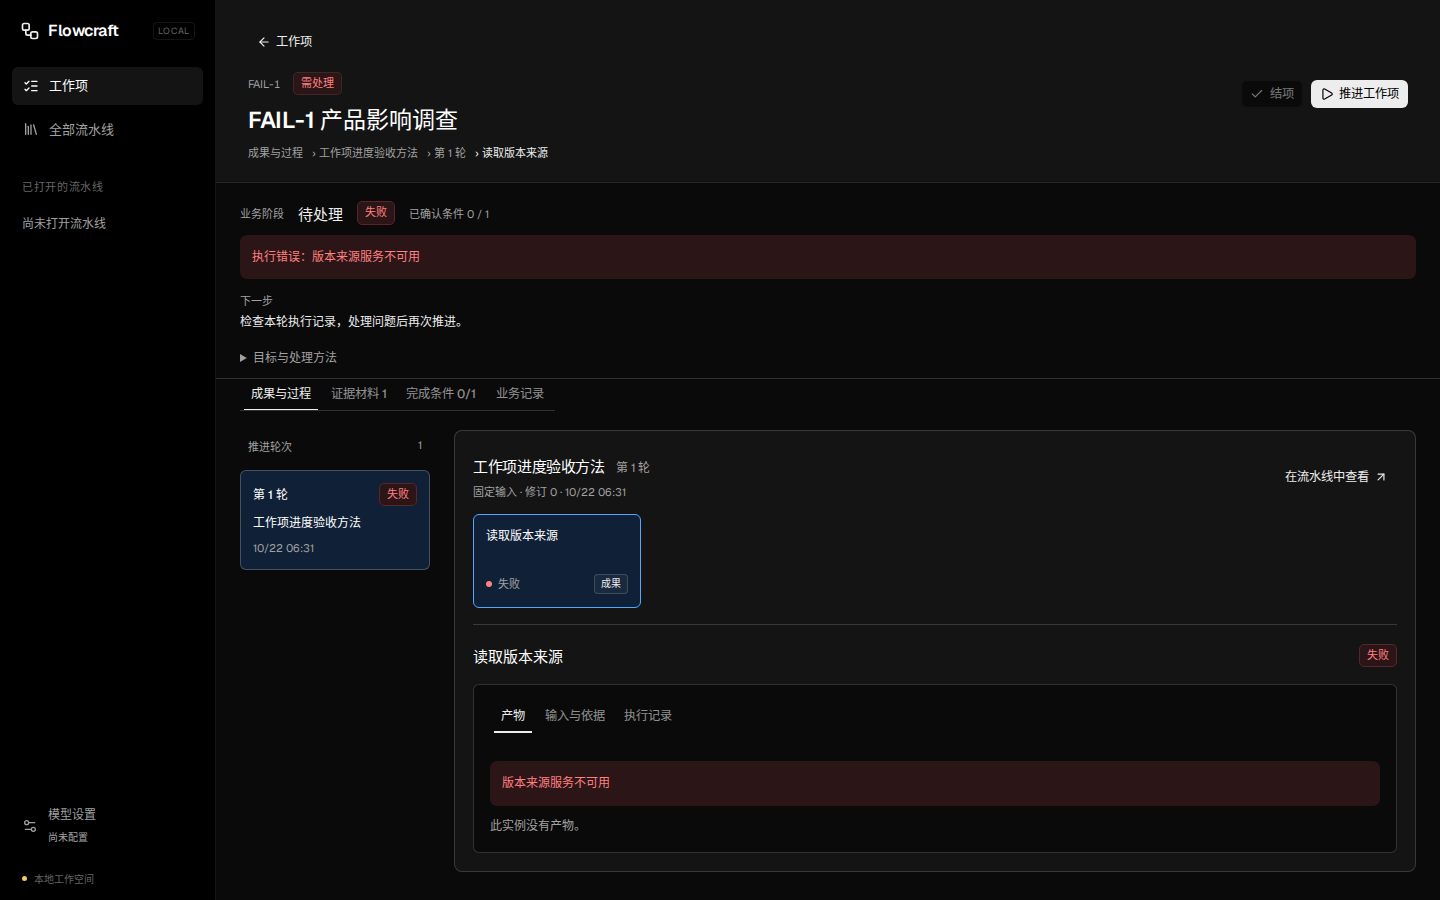 Flowcraft LOCAL
工作项
全部流水线
已打开的流水线
尚未打开流水线
模型设置
尚未配置
本地工作空间
工作项
FAIL-1 需处理
FAIL-1 产品影响调查
成果与过程 › 工作项进度验收方法 › 第 1 轮 › 读取版本来源
结项 推进工作项
业务阶段 待处理 失败 已确认条件 0 / 1
执行错误：版本来源服务不可用
下一步
检查本轮执行记录，处理问题后再次推进。
目标与处理方法
成果与过程 证据材料 1 完成条件 0/1 业务记录
推进轮次 1
第 1 轮 失败
工作项进度验收方法
10/22 06:31
工作项进度验收方法 第 1 轮
固定输入 · 修订 0 · 10/22 06:31
在流水线中查看
读取版本来源
失败 成果
读取版本来源 失败
产物 输入与依据 执行记录
版本来源服务不可用
此实例没有产物。